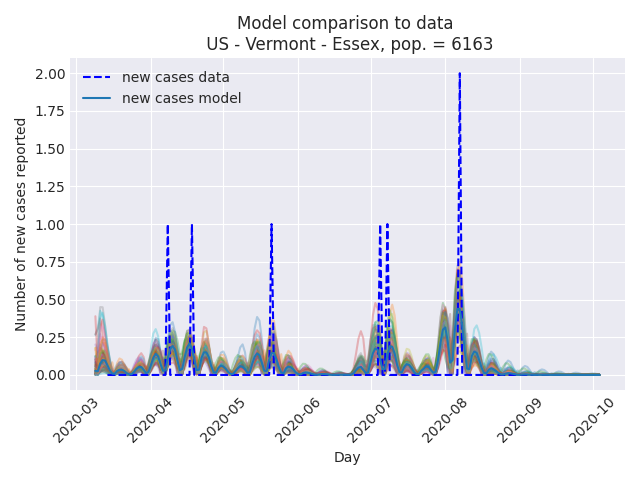 Model comparison to data
US - Vermont - Essex, pop. = 6163
new cases data
new cases model
Number of new cases reported
2.00
1.75
1.50
1.25
1.00
0.75
0.50
0.25
0.00
2020-03
2020-04
2020-05
2020-06
2020-07
2020-08
2020-09
2020-10
Day